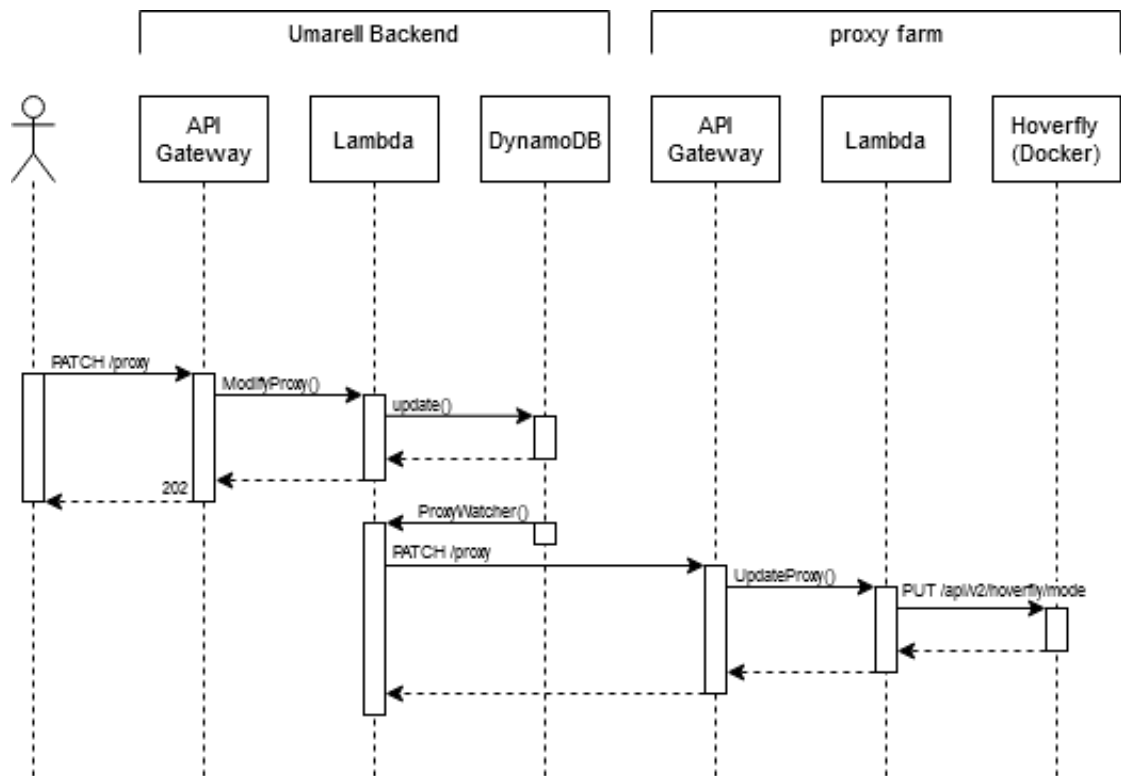 Umarell Backend
proxy farm
API
Gateway
Lambda
DynamoDB
API
Gateway
Lambda
Hoverfly
(Docker)
PATCH /proxy
ModifyProxy()
update()
202
ProxyWatcher()
PATCH /proxy
UpdateProxy()
PUT /api/v2/hoverfly/mode